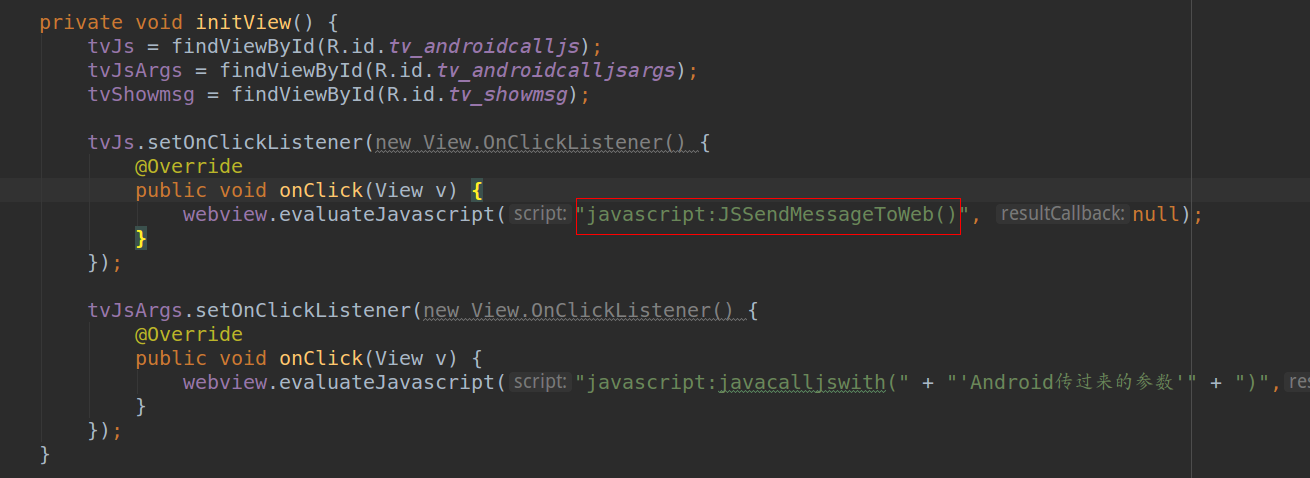 private void initView() {
tvJs = findViewById(R.id.tv_androidcalljs);
tvJsArgs = findViewById(R.id.tv_androidcalljsargs);
tvShowmsg = findViewById(R.id.tv_showmsg);
tvJs.setOnClickListener(new View.OnClickListener() {
@Override
public void onClick(View v) {
webview.evaluateJavascript( script: "javascript:JSSendMessageToWeb()", resultCallback: null);
}
});
tvJsArgs.setOnClickListener(new View.OnClickListener() {
@Override
public void onClick(View v) {
webview.evaluateJavascript( script: "javascript:javacalljswith(" + "'Android传过来的参数'" + ")", res
}
});
}